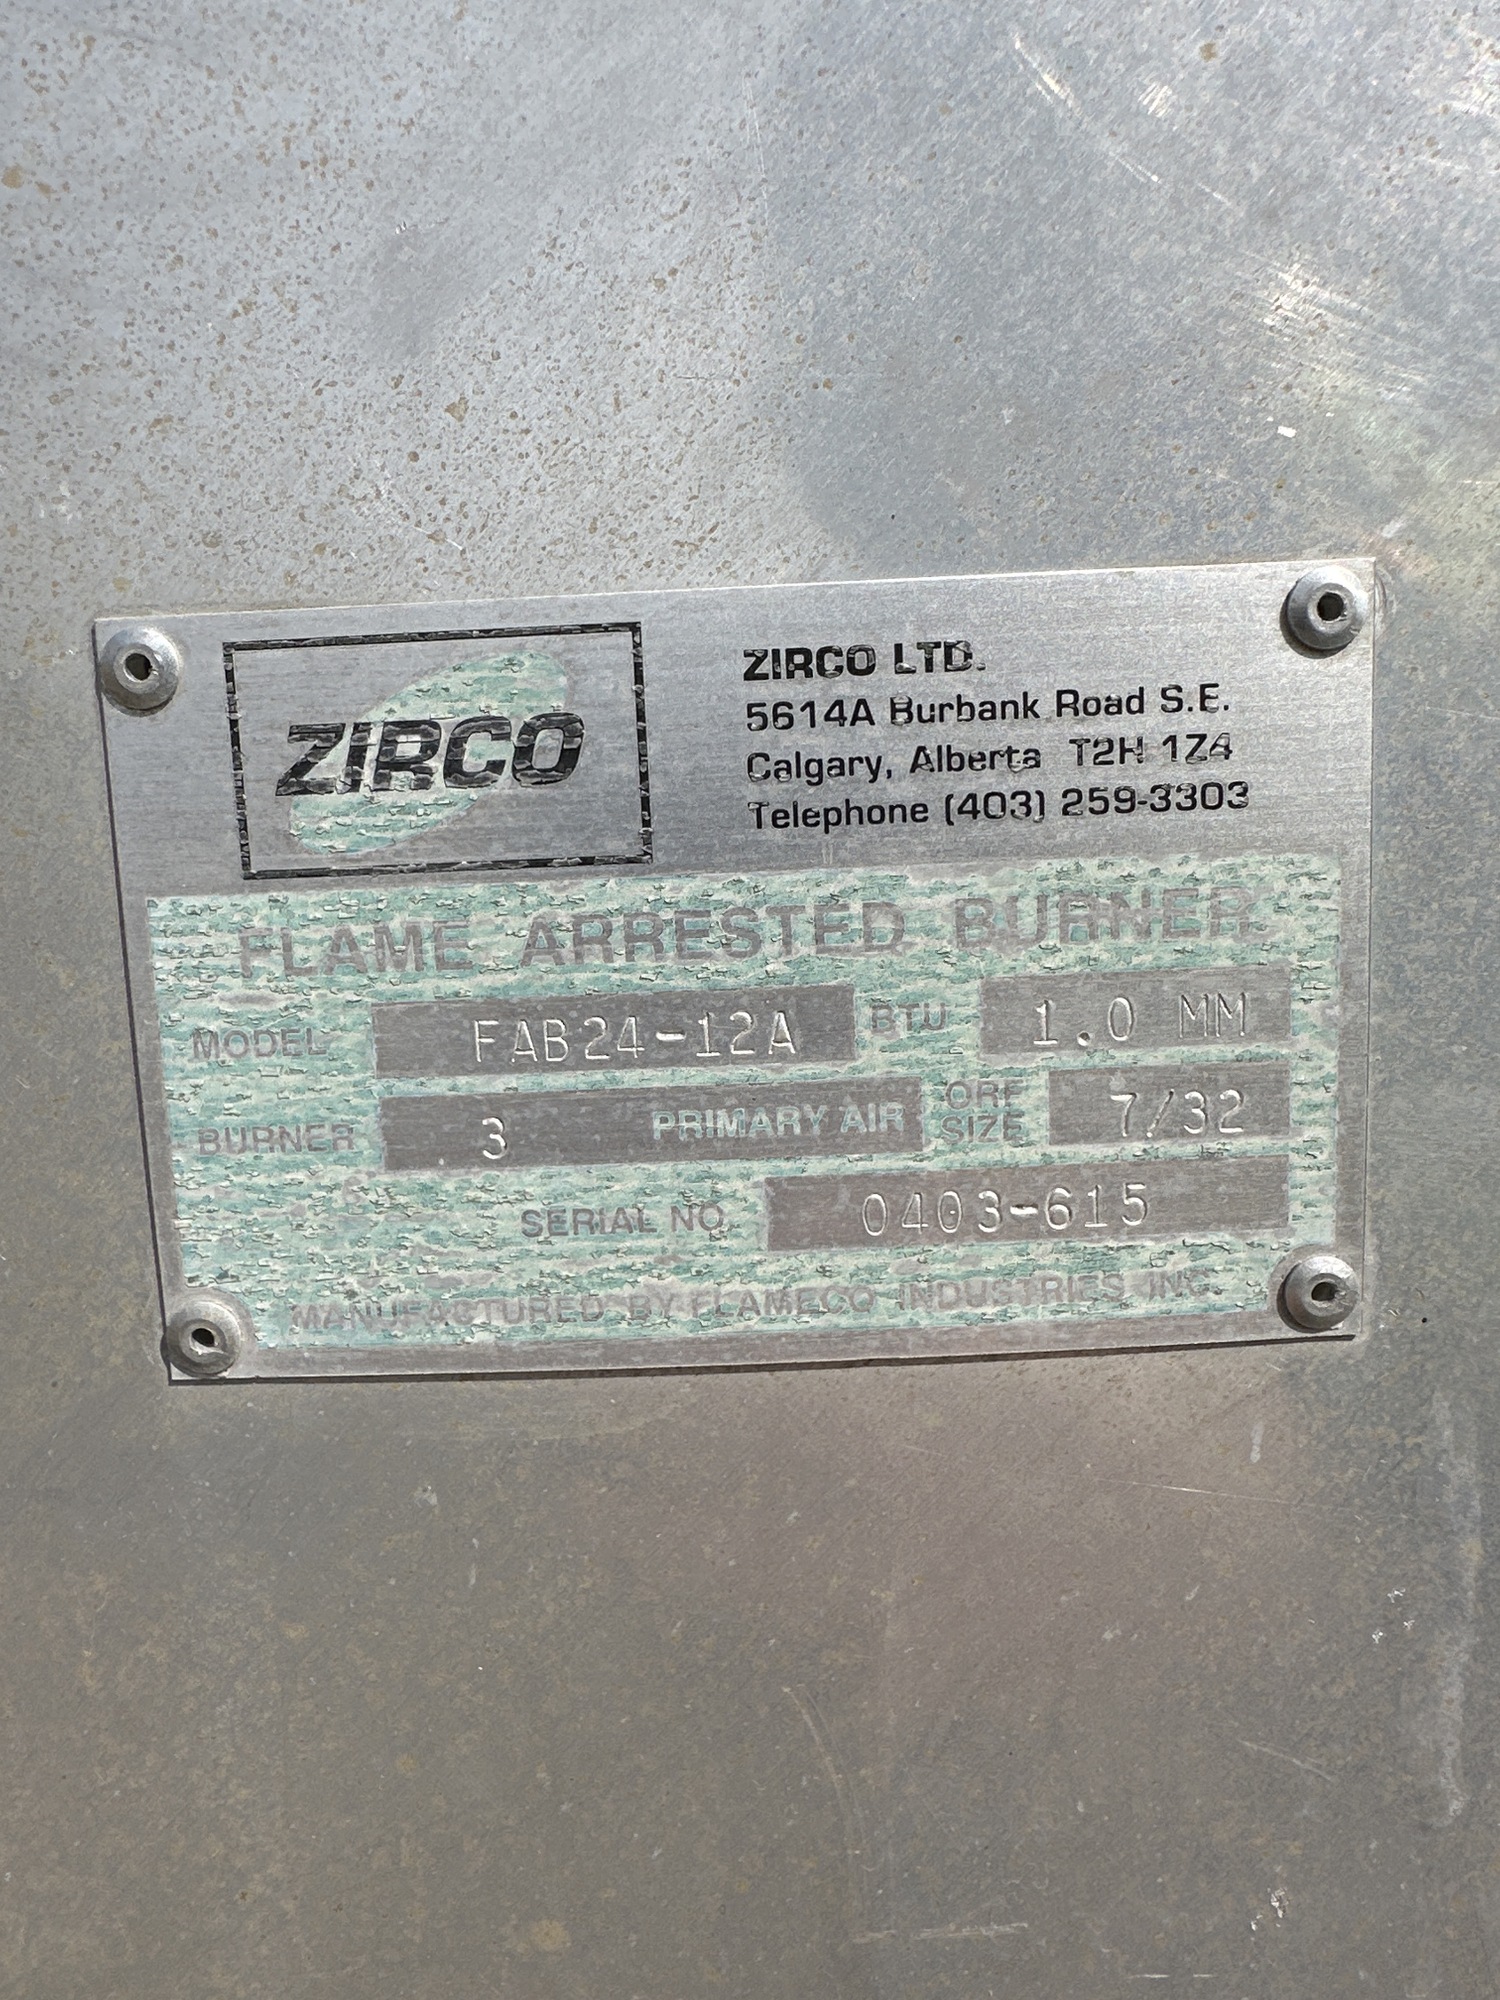 ZIRCO
ZIRCO LTD.
5614A Burbank Road S.E.
Calgary, Alberta T2H 1Z4
Telephone (403) 259-3303
FLAME ARRESTED BURNER
MODEL FAB24-12A BTU 1.0 MM
BURNER 3 PRIMARY AIR ORF SIZE 7/32
SERIAL NO. 0403-615
MANUFACTURED BY FLAMECO INDUSTRIES INC.